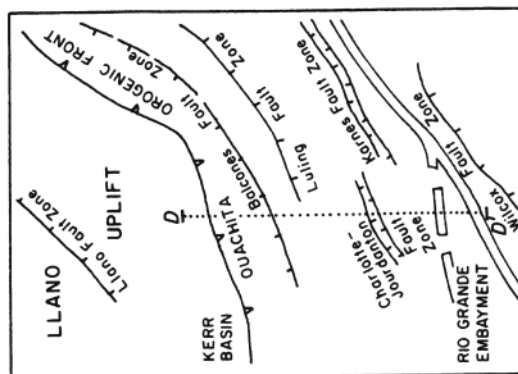 LLANO
UPLIFT
Llano Fault Zone
OROGENIC FRONT
OUACHITA
KERR
BASIN
D
Balcones Fault Zone
Luling Fault Zone
Karnes Fault Zone
Charlotte-
Jourdanton
Fault
Zone
Wilcox Fault Zone
D'
RIO GRANDE
EMBAYMENT